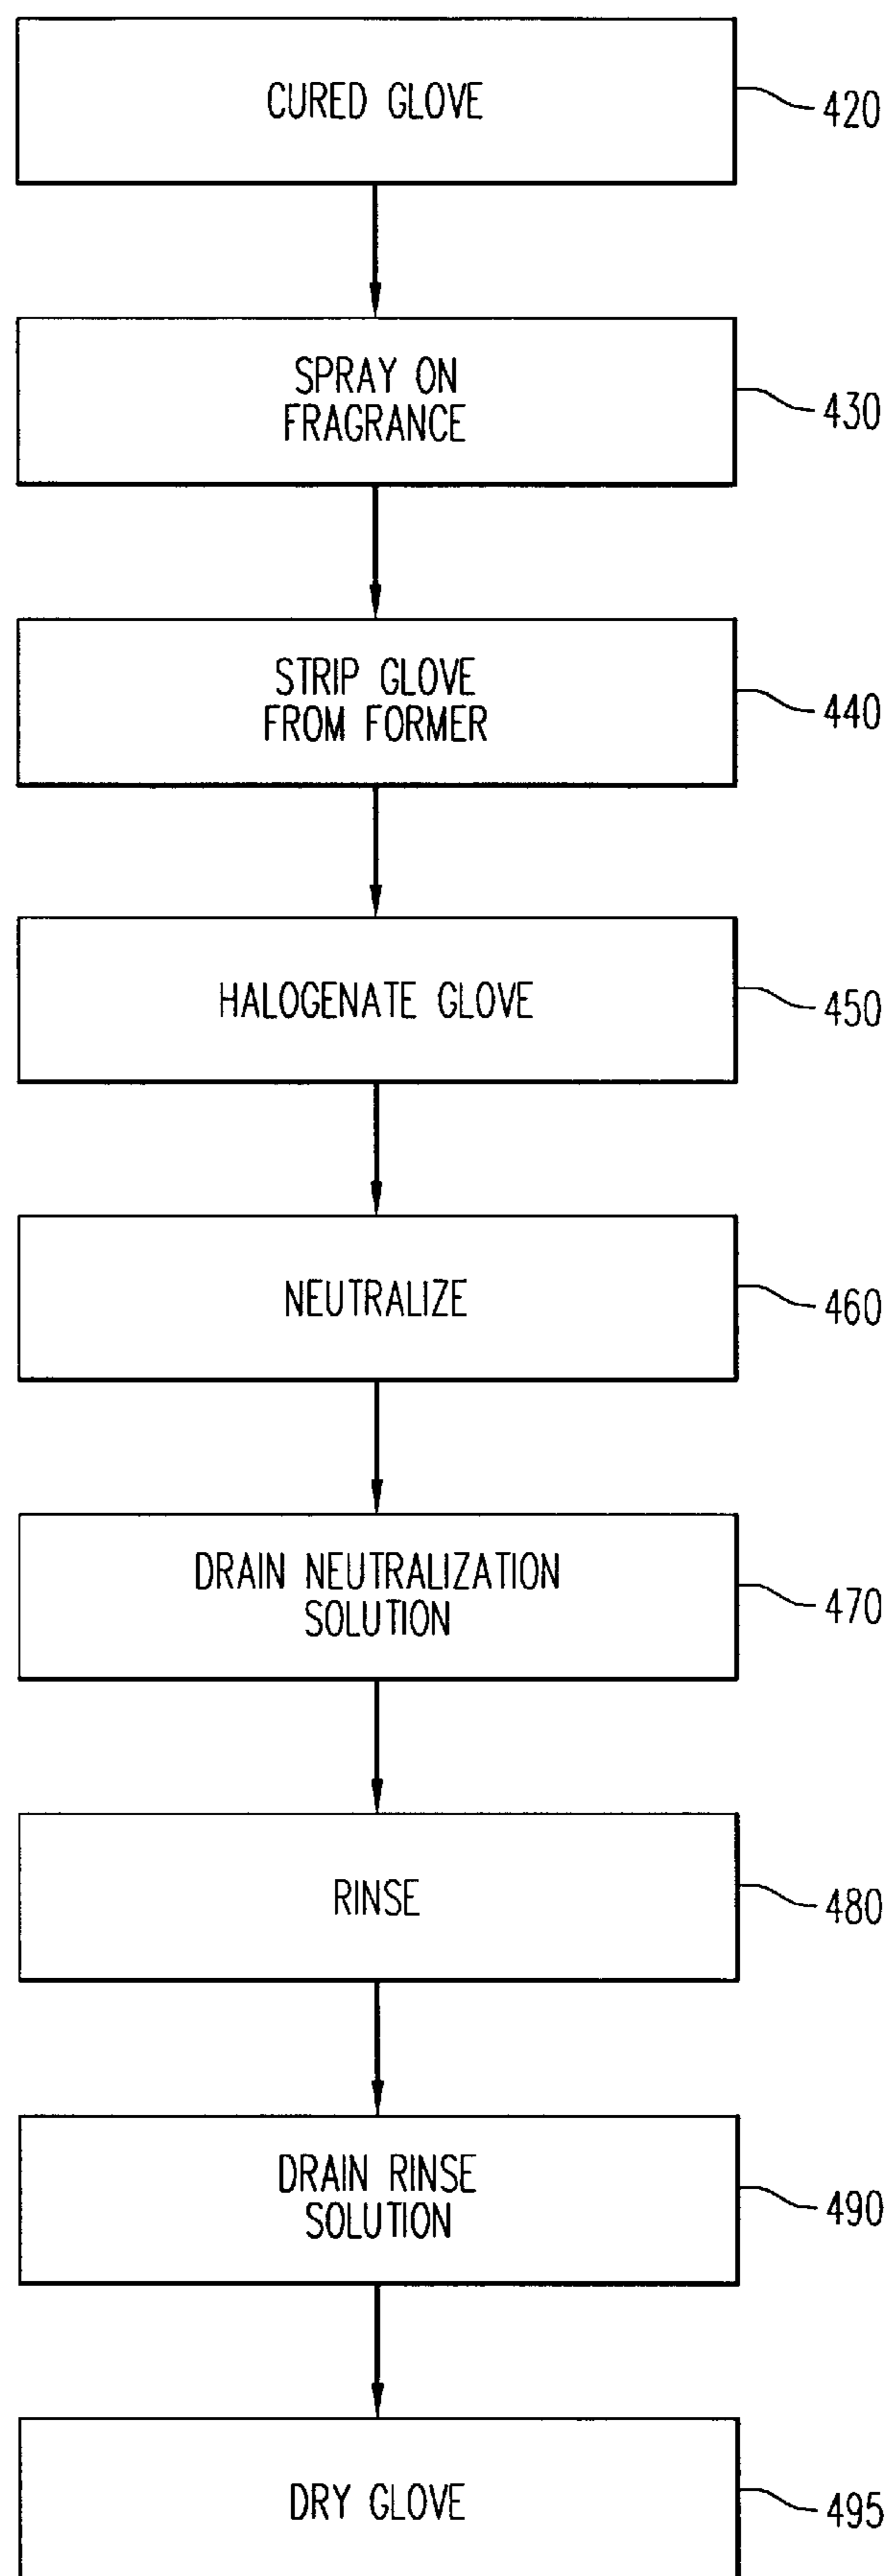 CURED GLOVE
420
SPRAY ON
FRAGRANCE
430
STRIP GLOVE
FROM FORMER
440
HALOGENATE GLOVE
450
NEUTRALIZE
460
DRAIN NEUTRALIZATION
SOLUTION
470
RINSE
480
DRAIN RINSE
SOLUTION
490
DRY GLOVE
495